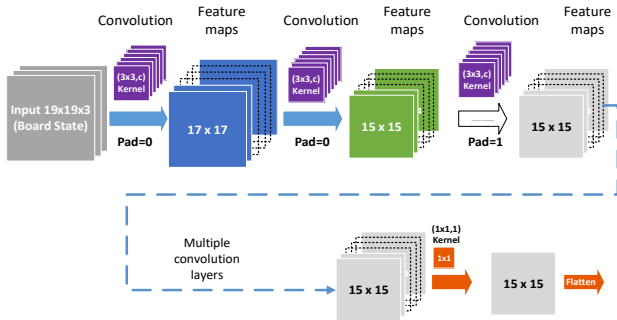 Convolution
Feature
maps
Convolution
Feature
maps
Convolution
Feature
maps
(3x3,c)
Kernel
(3x3,c)
Kernel
(3x3,c)
Kernel
Input 19x19x3
(Board State)
17 x 17
15 x 15
15 x 15
Pad=0
Pad=0
Pad=1
Multiple
convolution
layers
(1x1,1)
Kernel
1x1
15 x 15
15 x 15
Flatten